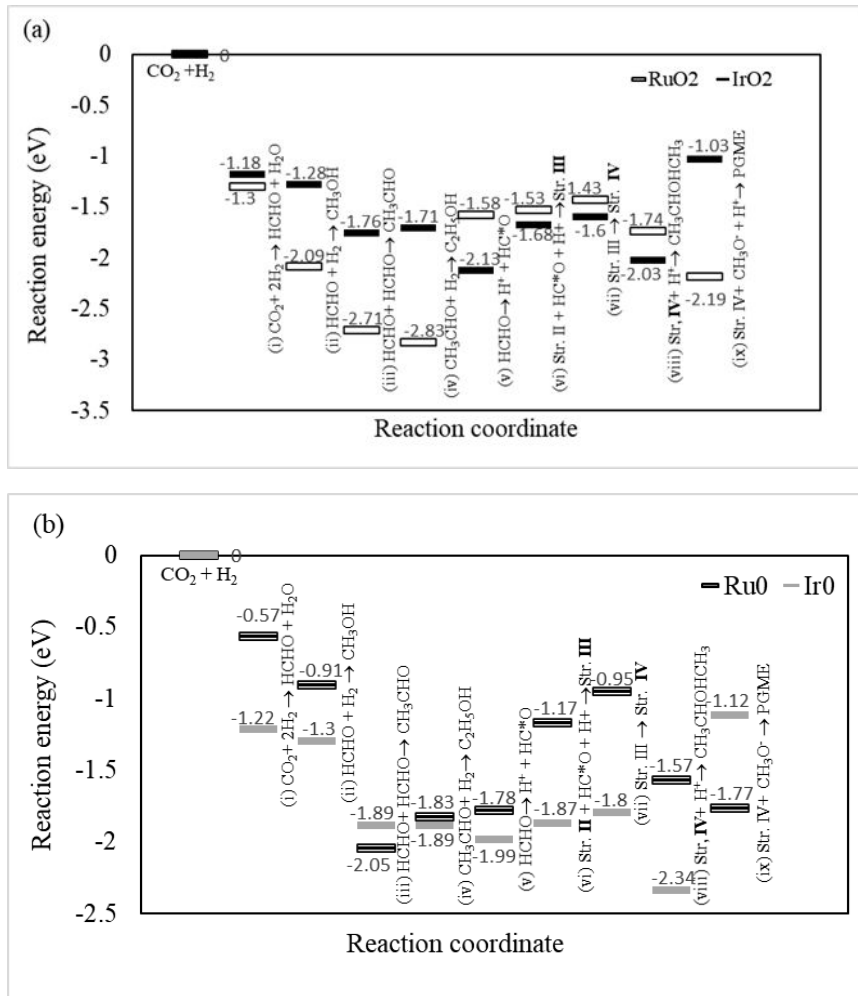 (a)
Reaction energy (eV)
0
-0.5
-1
-1.5
-2
-2.5
-3
-3.5
0
CO₂ +H₂
RuO2
IrO2
-1.18
-1.3
(i) CO₂+ 2H₂ → HCHO + H₂O
-1.28
-2.09
(ii) HCHO + H₂ → CH₃OH
-1.76
-2.71
(iii) HCHO+ HCHO→ CH₃CHO
-1.71
-2.83
(iv) CH₃CHO+ H₂→ C₂H₅OH
-1.58
-2.13
(v) HCHO→ H⁺ + HC*O
-1.53
-1.68
(vi) Str. II + HC*O + H+ →Str. III
-1.43
-1.6
(vii) Str. III → Str. IV
-1.74
-2.03
(viii) Str, IV+ H⁺→ CH₃CHOHCH₃
-1.03
-2.19
(ix) Str. IV+ CH₃O⁻ + H⁺→ PGME
Reaction coordinate
(b)
Reaction energy (eV)
0
-0.5
-1
-1.5
-2
-2.5
0
CO₂ + H₂
Ru0
Ir0
-0.57
-1.22
(i) CO₂+ 2H₂ → HCHO + H₂O
-0.91
-1.3
(ii) HCHO + H₂ → CH₃OH
-1.89
-2.05
(iii) HCHO+ HCHO→ CH₃CHO
-1.83
-1.89
(iv) CH₃CHO+ H₂→ C₂H₅OH
-1.78
-1.99
(v) HCHO→ H⁺ + HC*O
-1.17
-1.87
(vi) Str. II + HC*O + H+ →Str. III
-0.95
-1.8
(vii) Str. III → Str. IV
-1.57
-2.34
(viii) Str, IV+ H⁺→ CH₃CHOHCH₃
-1.12
-1.77
(ix) Str. IV+ CH₃O⁻ → PGME
Reaction coordinate